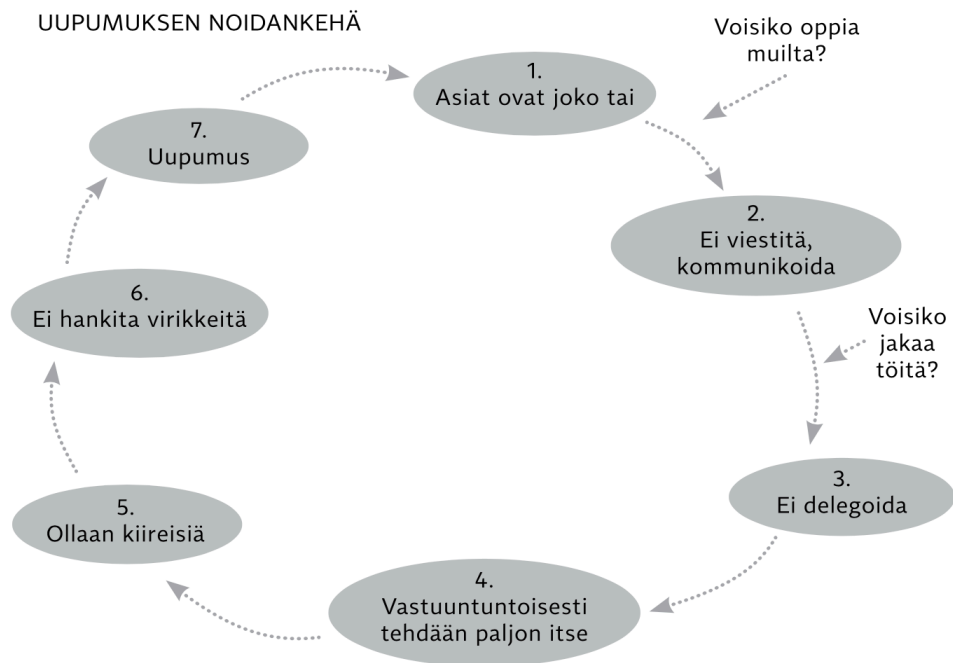 UUPUMUKSEN NOIDANKEHÄ
Voisiko oppia
muilta?
1.
Asiat ovat joko tai
2.
Ei viestitä,
kommunikoida
Voisiko
jakaa
töitä?
3.
Ei delegoida
4.
Vastuuntuntoisesti
tehdään paljon itse
5.
Ollaan kiireisiä
6.
Ei hankita virikkeitä
7.
Uupumus